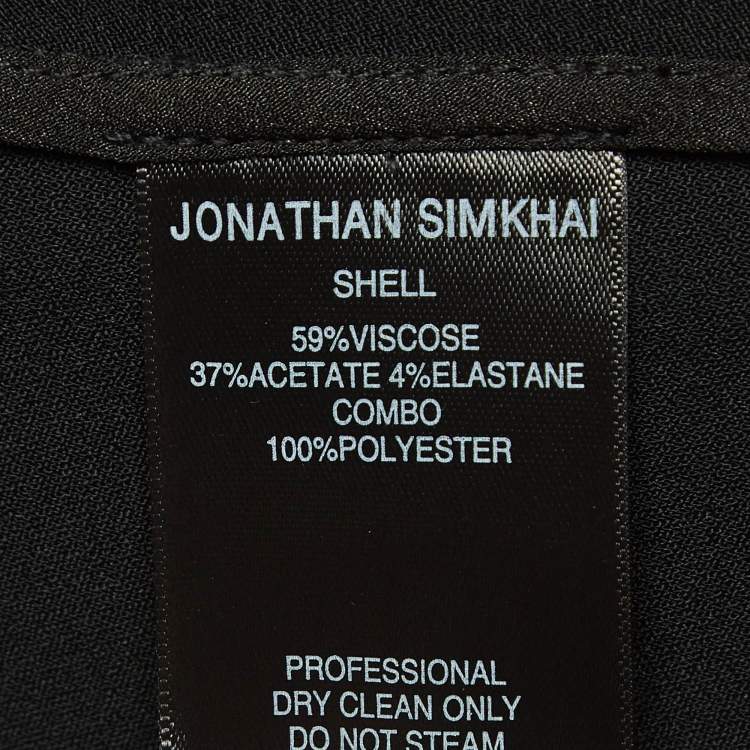 JONATHAN SIMKHAI
SHELL
59%VISCOSE
37%ACETATE 4%ELASTANE
COMBO
100%POLYESTER
PROFESSIONAL
DRY CLEAN ONLY
DO NOT STEAM